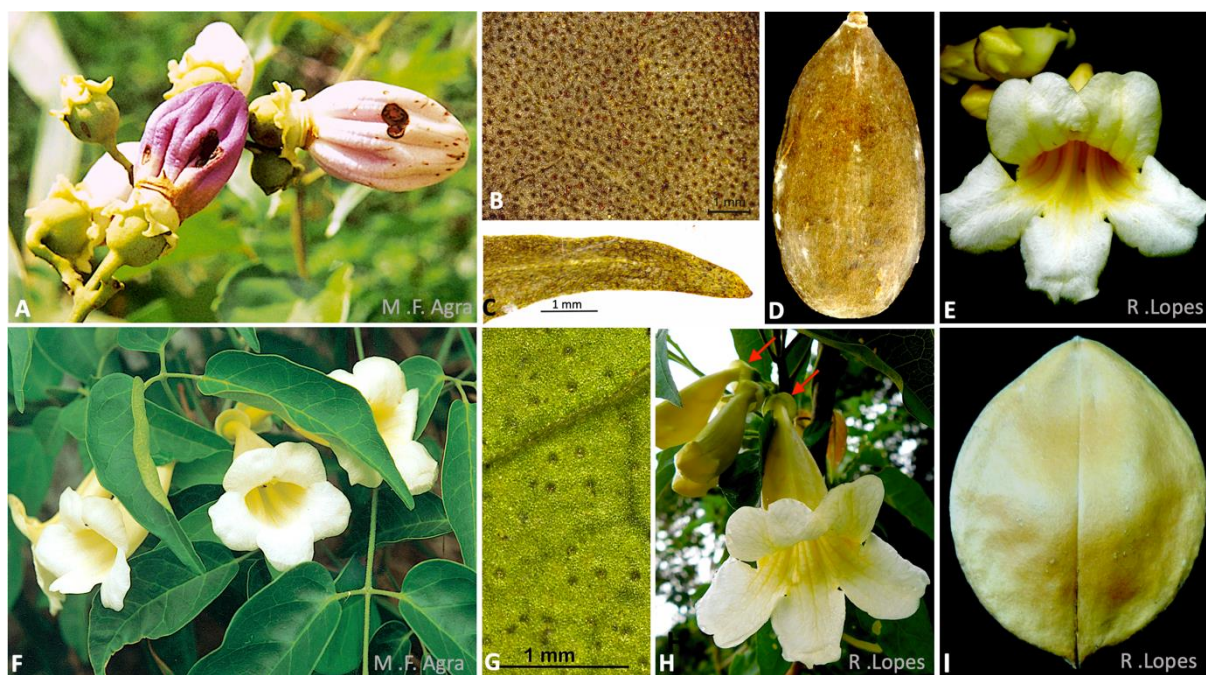 A
M .F. Agra
B
1 mm
C
1 mm
D
E
R .Lopes
F
M .F. Agra
G
1 mm
H
R .Lopes
I
R .Lopes